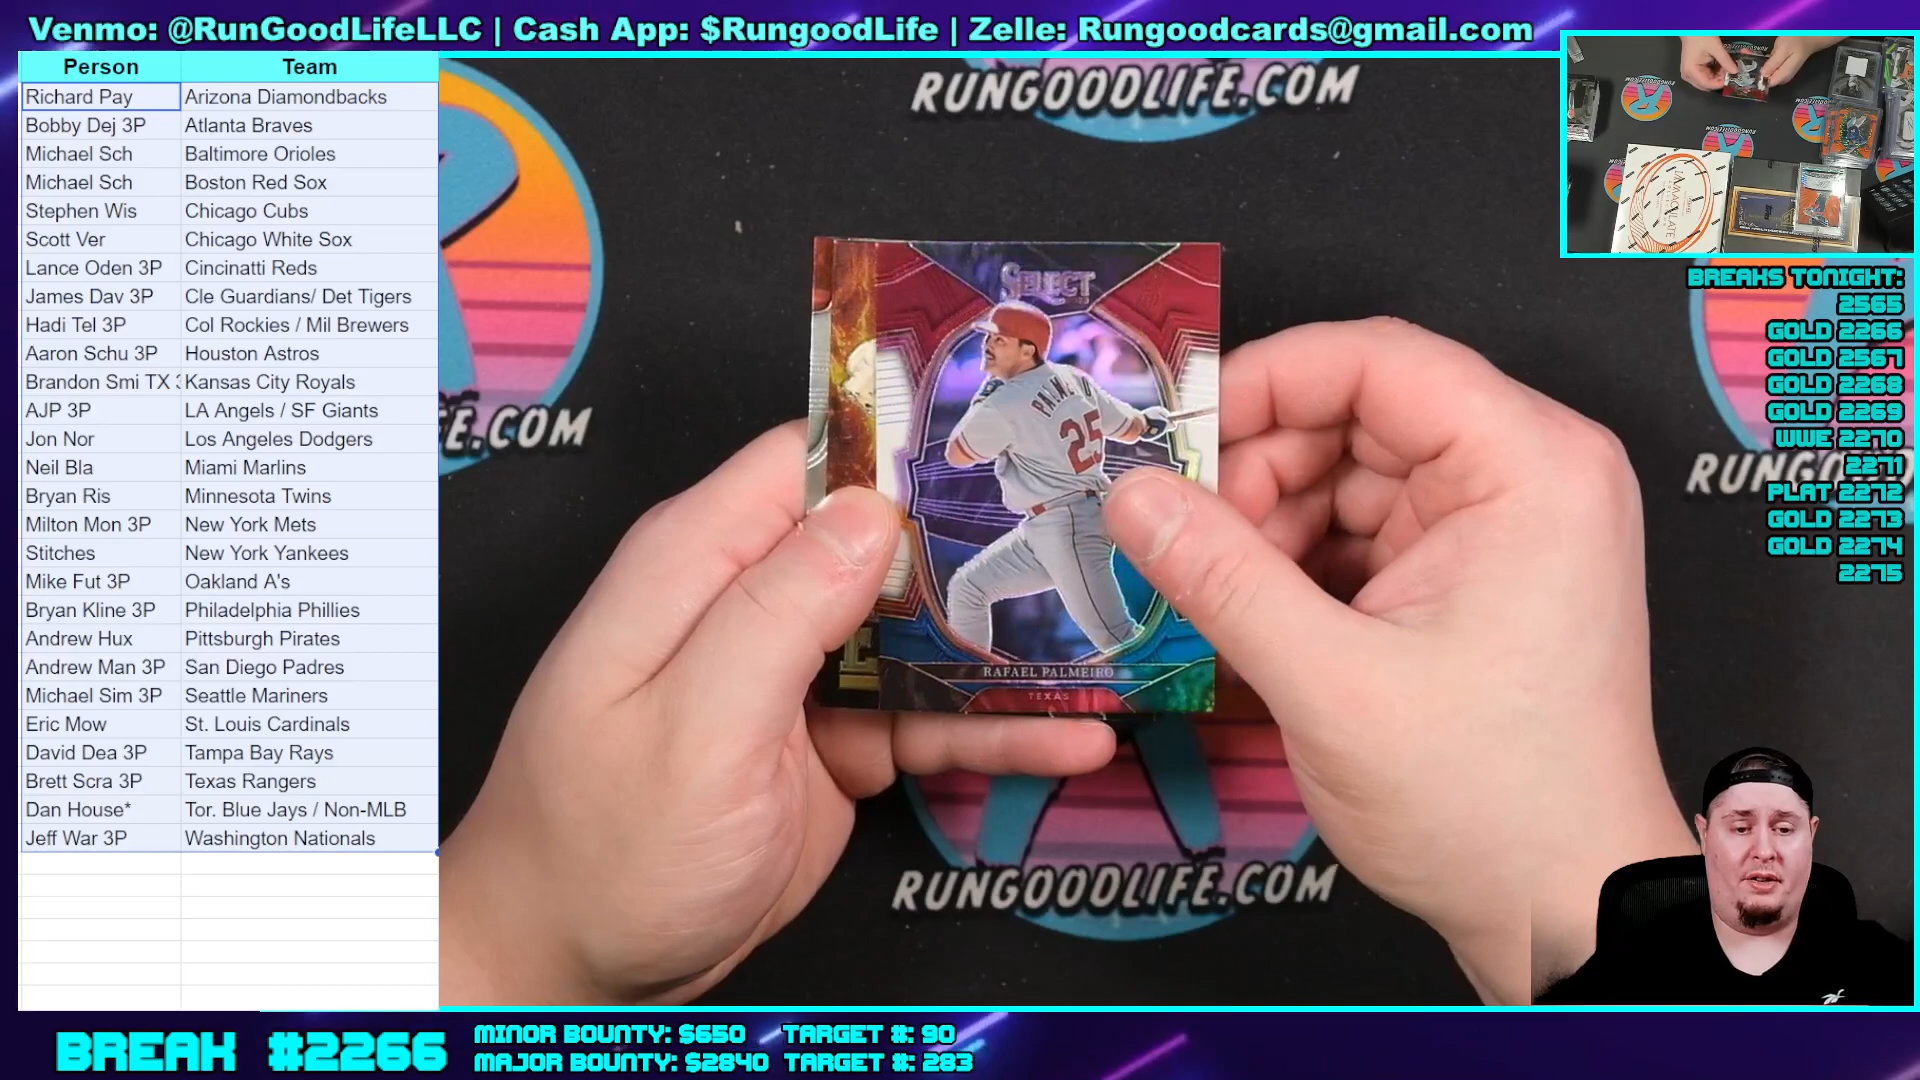 Venmo: @RunGoodLifeLLC | Cash App: $RungoodLife | Zelle: Rungoodcards@gmail.com
Person Team
Richard Pay Arizona Diamondbacks
Bobby Dej 3P Atlanta Braves
Michael Sch Baltimore Orioles
Michael Sch Boston Red Sox
Stephen Wis Chicago Cubs
Scott Ver Chicago White Sox
Lance Oden 3P Cincinatti Reds
James Dav 3P Cle Guardians/ Det Tigers
Hadi Tel 3P Col Rockies / Mil Brewers
Aaron Schu 3P Houston Astros
Brandon Smi TX Kansas City Royals
AJP 3P LA Angels / SF Giants
Jon Nor Los Angeles Dodgers
Neil Bla Miami Marlins
Bryan Ris Minnesota Twins
Milton Mon 3P New York Mets
Stitches New York Yankees
Mike Fut 3P Oakland A's
Bryan Kline 3P Philadelphia Phillies
Andrew Hux Pittsburgh Pirates
Andrew Man 3P San Diego Padres
Michael Sim 3P Seattle Mariners
Eric Mow St. Louis Cardinals
David Dea 3P Tampa Bay Rays
Brett Scra 3P Texas Rangers
Dan House* Tor. Blue Jays / Non-MLB
Jeff War 3P Washington Nationals
RUNGOODLIFE.COM
SELECT
PALMEIRO
25
RAFAEL PALMEIRO
TEXAS
E.COM
RUNGOO
RUNGOODLIFE.COM
IMMACULATE
BREAKS TONIGHT:
2565
GOLD 2266
GOLD 2567
GOLD 2268
GOLD 2269
WWE 2270
2271
PLAT 2272
GOLD 2273
GOLD 2274
2275
BREAK #2266
MINOR BOUNTY: $650 TARGET #: 90
MAJOR BOUNTY: $2840 TARGET #: 283